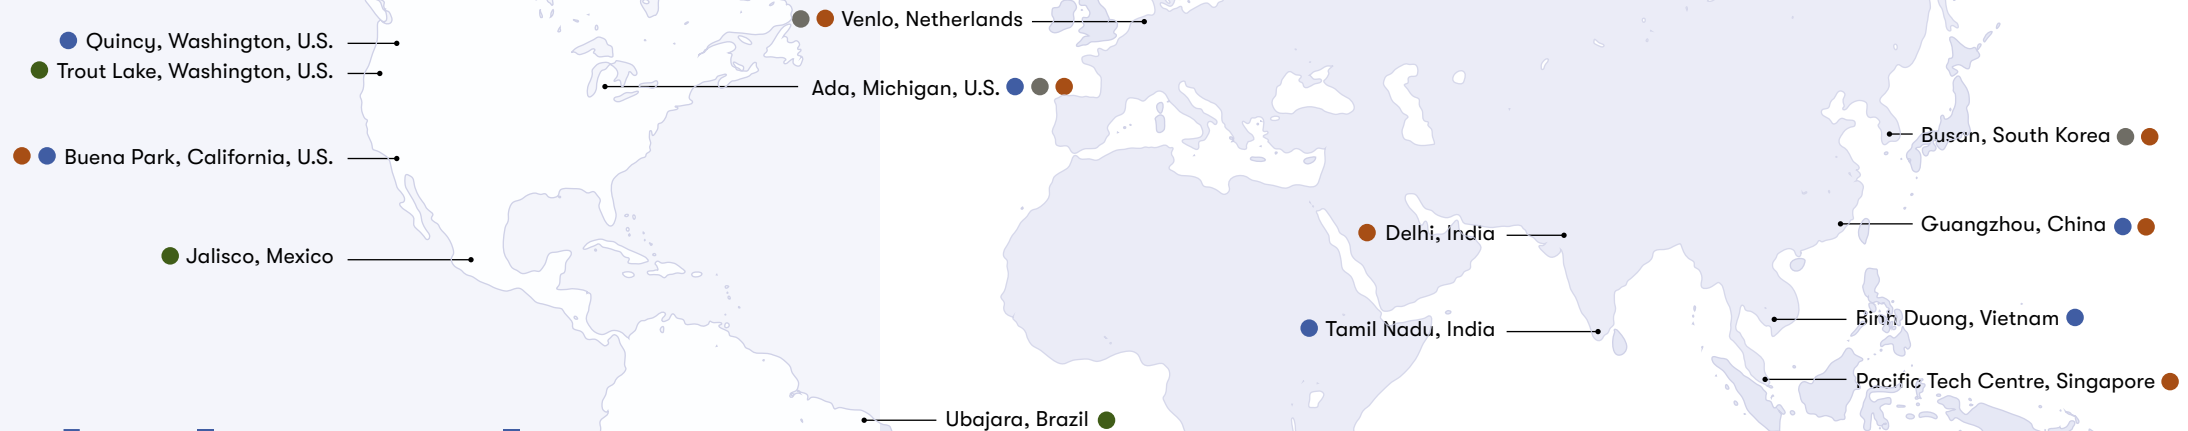 Venlo, Netherlands
Quincy, Washington, U.S.
Trout Lake, Washington, U.S.
Ada, Michigan, U.S.
Busan, South Korea
Buena Park, California, U.S.
Guangzhou, China
Delhi, India
Jalisco, Mexico
Binh Duong, Vietnam
Tamil Nadu, India
Pacific Tech Centre, Singapore
Ubajara, Brazil